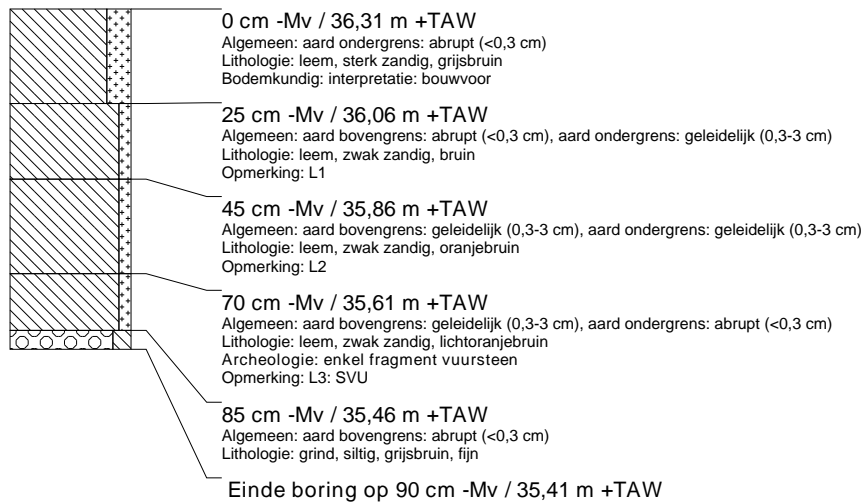 0 cm -Mv / 36,31 m +TAW
Algemeen: aard ondergrens: abrupt (<0,3 cm)
Lithologie: leem, sterk zandig, grijsbruin
Bodemkundig: interpretatie: bouwvoor
25 cm -Mv / 36,06 m +TAW
Algemeen: aard bovengrens: abrupt (<0,3 cm), aard ondergrens: geleidelijk (0,3-3 cm)
Lithologie: leem, zwak zandig, bruin
Opmerking: L1
45 cm -Mv / 35,86 m +TAW
Algemeen: aard bovengrens: geleidelijk (0,3-3 cm), aard ondergrens: geleidelijk (0,3-3 cm)
Lithologie: leem, zwak zandig, oranjebruin
Opmerking: L2
70 cm -Mv / 35,61 m +TAW
Algemeen: aard bovengrens: geleidelijk (0,3-3 cm), aard ondergrens: abrupt (<0,3 cm)
Lithologie: leem, zwak zandig, lichtoranjebruin
Archeologie: enkel fragment vuursteen
Opmerking: L3: SVU
85 cm -Mv / 35,46 m +TAW
Algemeen: aard bovengrens: abrupt (<0,3 cm)
Lithologie: grind, siltig, grijsbruin, fijn
Einde boring op 90 cm -Mv / 35,41 m +TAW